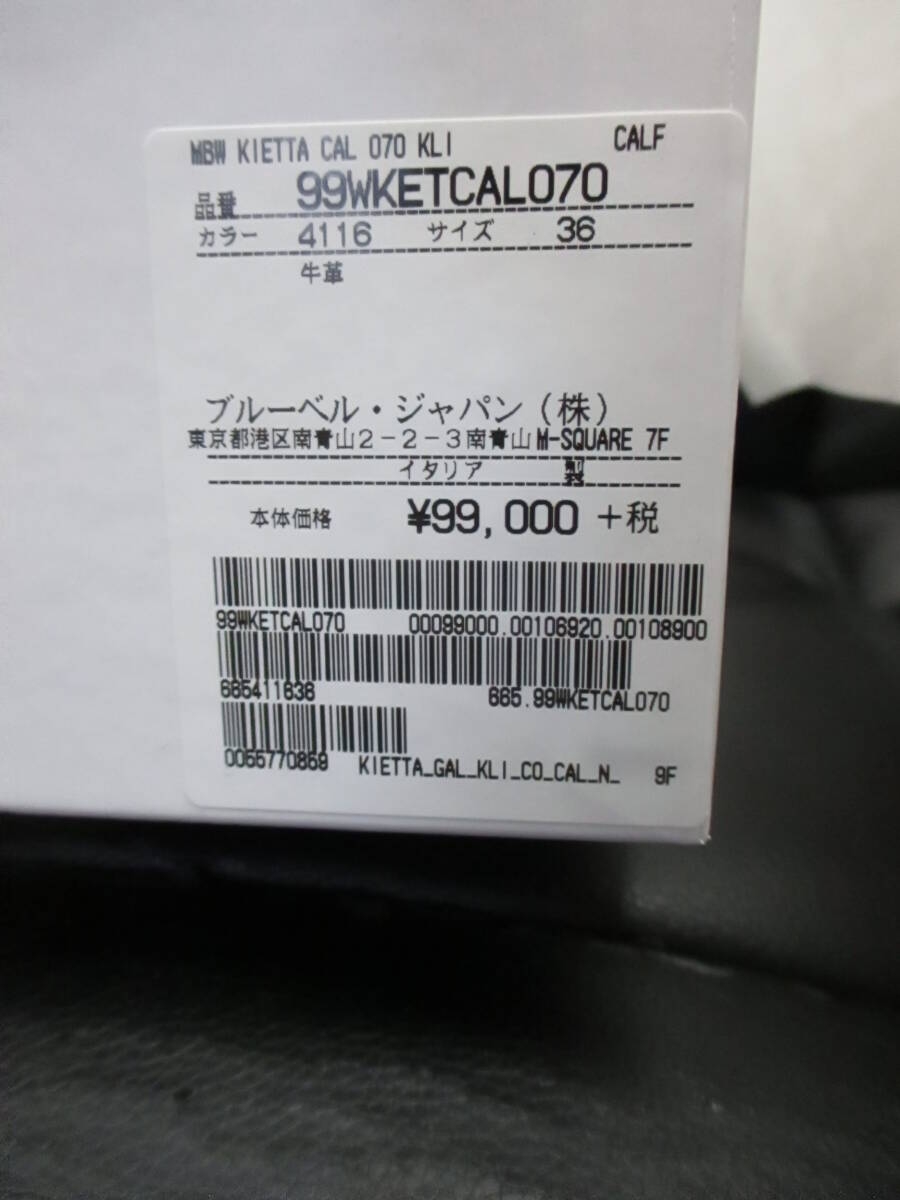 MBW KIETTA CAL 070 KLI CALF
品番 99WKETCAL070
カラー 4116 サイズ 36
牛革
ブルーベル・ジャパン(株)
東京都港区南青山2-2-3南青山M-SQUARE 7F
イタリア 製
本体価格 ¥99,000 +税
99WKETCAL070 00099000.00106920.00108900
685411638 665.99WKETCAL070
0055770859 KIETTA_GAL_KLI_CO_CAL_N_ 9F